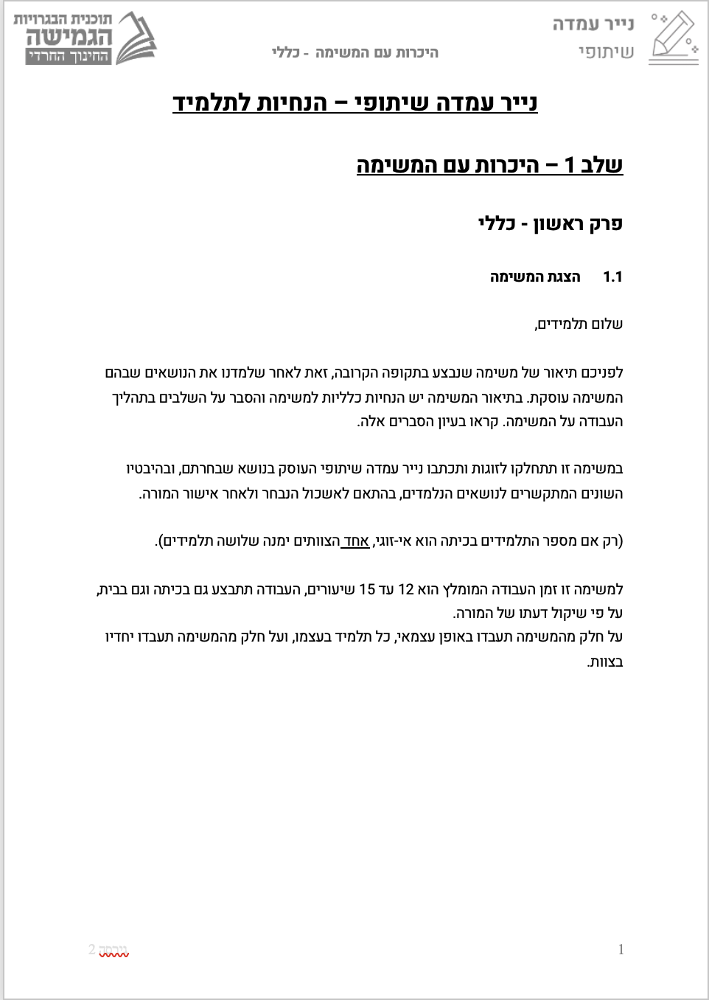 נייר עמדה
שיתופי
היכרות עם המשימה - כללי
תוכנית הבגרויות
הגמישה
החינוך החרדי
נייר עמדה שיתופי – הנחיות לתלמיד
שלב 1 – היכרות עם המשימה
פרק ראשון - כללי
1.1 הצגת המשימה
שלום תלמידים,
לפניכם תיאור של משימה שנבצע בתקופה הקרובה, זאת לאחר שלמדנו את הנושאים שבהם
המשימה עוסקת. בתיאור המשימה יש הנחיות כלליות למשימה והסבר על השלבים בתהליך
העבודה על המשימה. קראו בעיון הסברים אלה.
במשימה זו תתחלקו לזוגות ותכתבו נייר עמדה שיתופי העוסק בנושא שבחרתם, ובהיבטיו
השונים המתקשרים לנושאים הנלמדים, בהתאם לאשכול הנבחר ולאחר אישור המורה.
(רק אם מספר התלמידים בכיתה הוא אי-זוגי, אחד הצוותים ימנה שלושה תלמידים).
למשימה זו זמן העבודה המומלץ הוא 12 עד 15 שיעורים, העבודה תתבצע גם בכיתה וגם בבית,
על פי שיקול דעתו של המורה.
על חלק מהמשימה תעבדו באופן עצמאי, כל תלמיד בעצמו, ועל חלק מהמשימה תעבדו יחדיו
בצוות.
1
גירסה 2